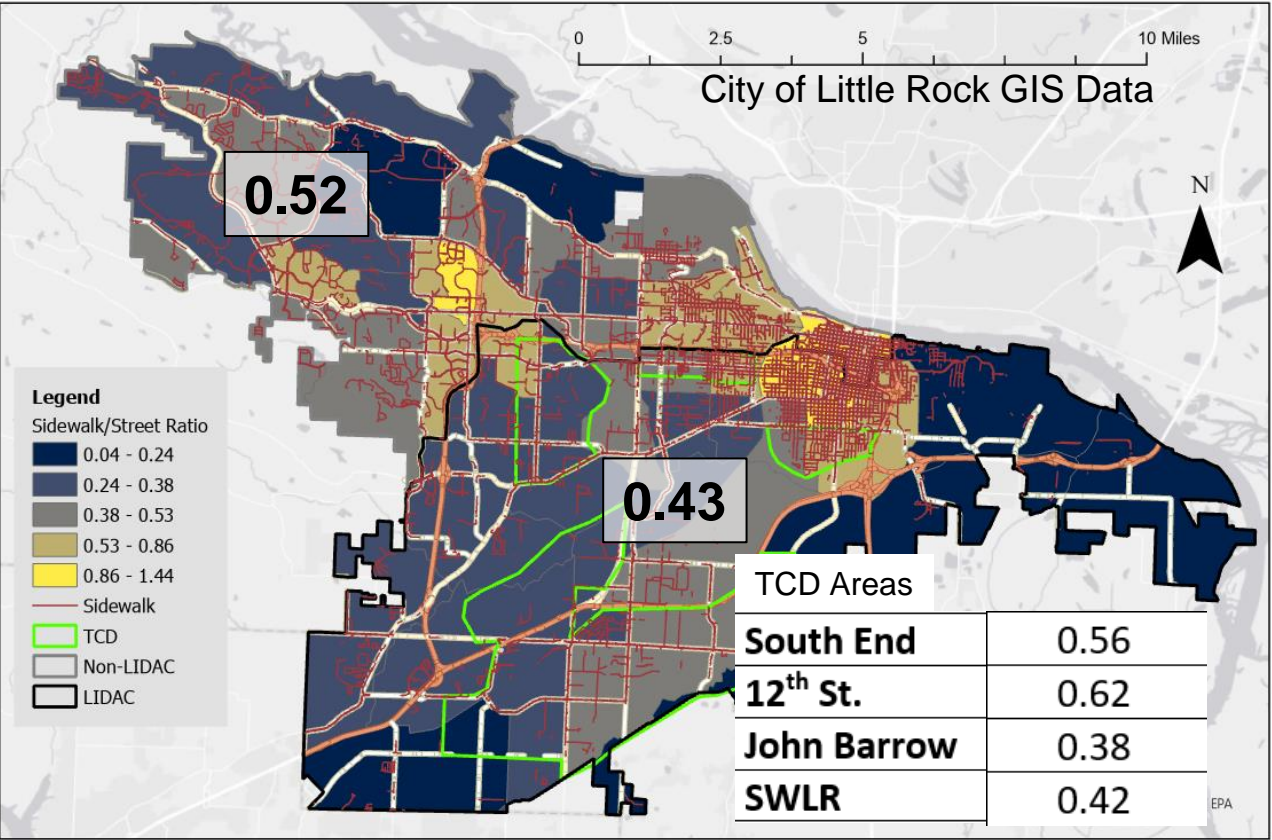 0 2.5 5 10 Miles
City of Little Rock GIS Data
N
0.52
0.43
Legend
Sidewalk/Street Ratio
0.04 - 0.24
0.24 - 0.38
0.38 - 0.53
0.53 - 0.86
0.86 - 1.44
Sidewalk
TCD
Non-LIDAC
LIDAC
TCD Areas
South End 0.56
12th St. 0.62
John Barrow 0.38
SWLR 0.42
EPA